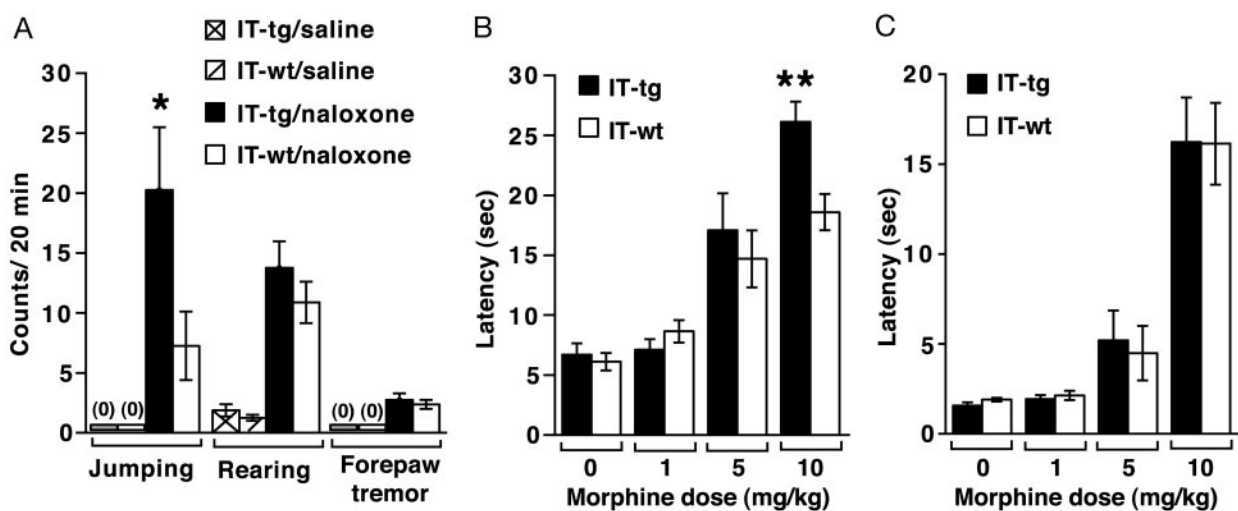 A
IT-tg/saline
IT-wt/saline
IT-tg/naloxone
IT-wt/naloxone
30
25
20
15
10
5
0
Counts/ 20 min
*
(0) (0)
(0) (0)
Jumping
Rearing
Forepaw
tremor
B
IT-tg
IT-wt
**
30
25
20
15
10
5
0
Latency (sec)
0 1 5 10
Morphine dose (mg/kg)
C
IT-tg
IT-wt
20
15
10
5
0
Latency (sec)
0 1 5 10
Morphine dose (mg/kg)